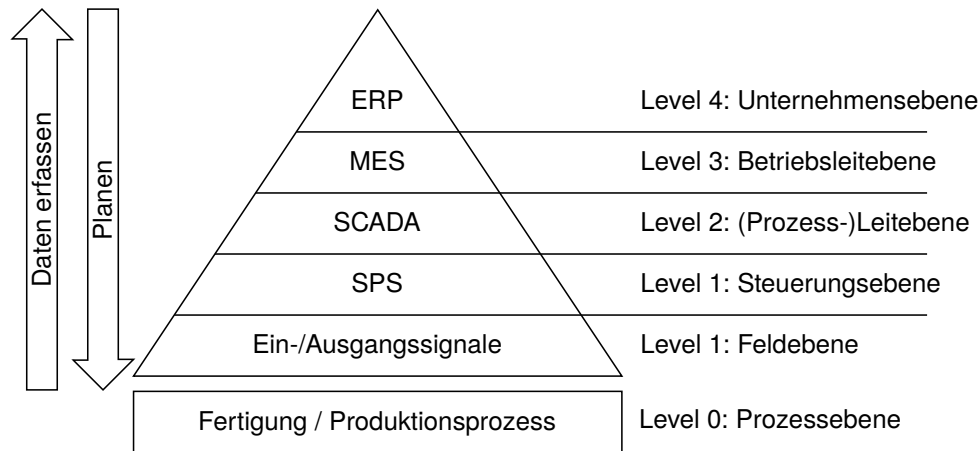 Daten erfassen
Planen
ERP
Level 4: Unternehmensebene
MES
Level 3: Betriebsleitebene
SCADA
Level 2: (Prozess-)Leitebene
SPS
Level 1: Steuerungsebene
Ein-/Ausgangssignale
Level 1: Feldebene
Fertigung / Produktionsprozess
Level 0: Prozessebene